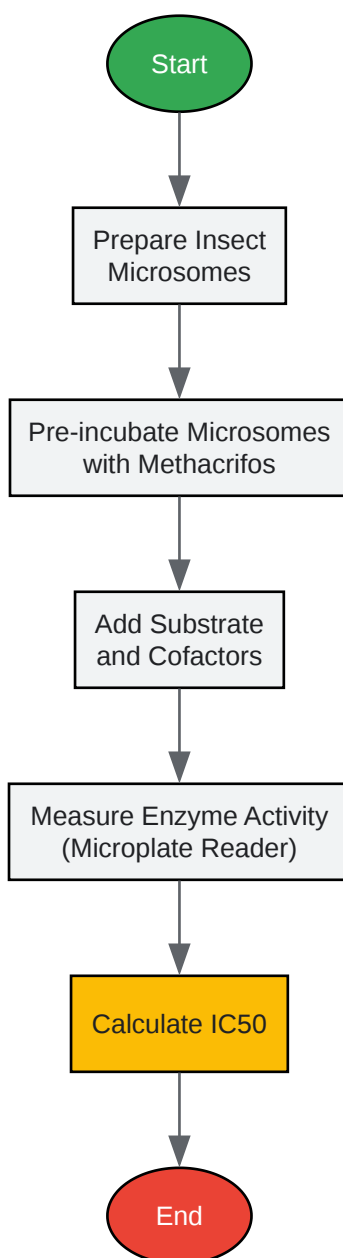 Start
Prepare Insect
Microsomes
Pre-incubate Microsomes
with Methacrifos
Add Substrate
and Cofactors
Measure Enzyme Activity
(Microplate Reader)
Calculate IC50
End